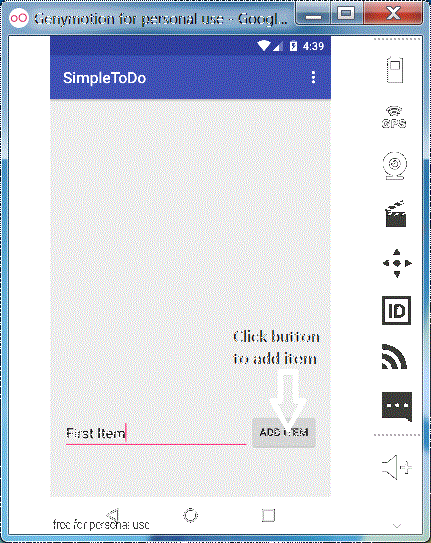 Genymotion for personal use - Googl...
4:39
SimpleToDo
GPS
ID
Click button
to add item
First Item
ADD ITEM
free for personal use